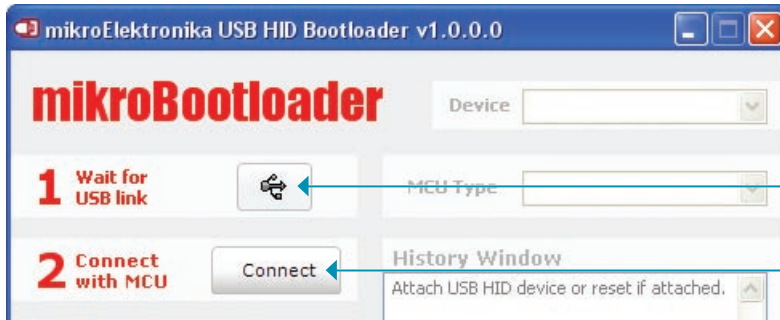 mikroElektronika USB HID Bootloader v1.0.0.0
mikroBootloader
Device
1 Wait for
USB link
MCU Type
2 Connect
with MCU
Connect
History Window
Attach USB HID device or reset if attached.